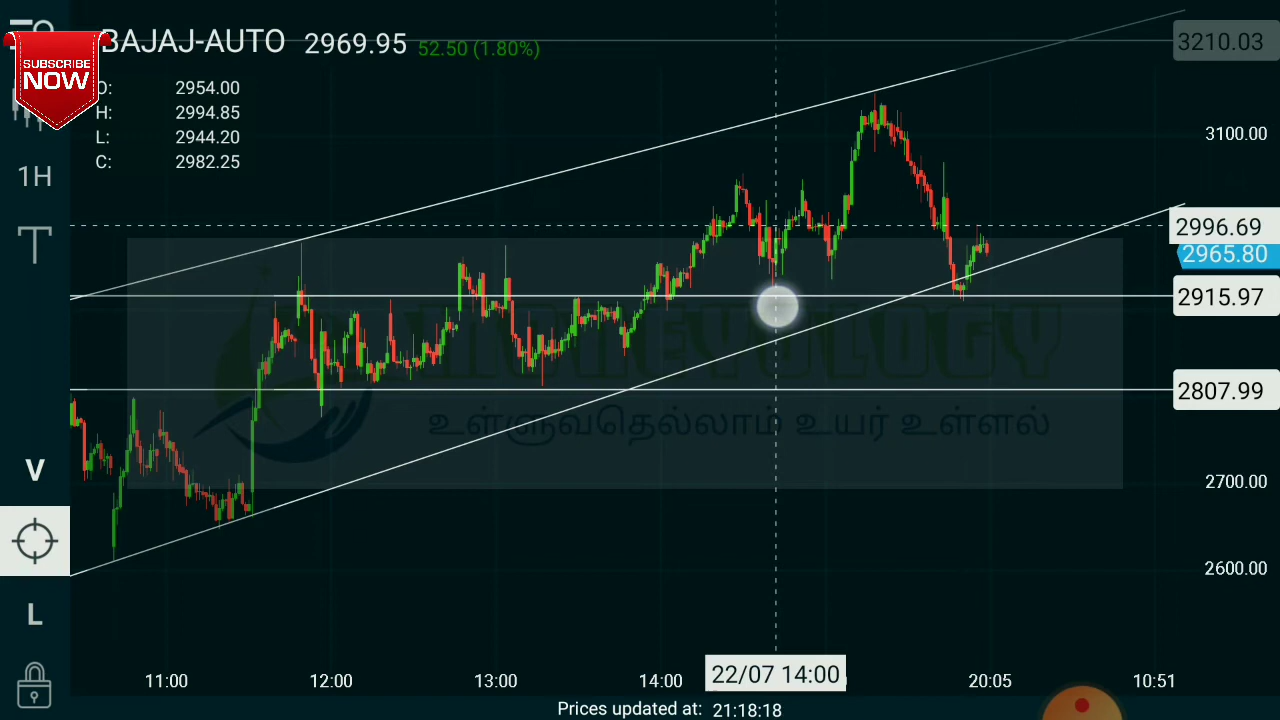 SUBSCRIBE
NOW
BAJAJ-AUTO 2969.95 52.50 (1.80%)
O: 2954.00
H: 2994.85
L: 2944.20
C: 2982.25
1H
T
V
L
3210.03
3100.00
2996.69
2965.80
2915.97
2807.99
2700.00
2600.00
MONEYOLOGY
உள்ளுவதெல்லாம் உயர் உள்ளல்
11:00 12:00 13:00 14:00 22/07 14:00 20:05 10:51
Prices updated at: 21:18:18